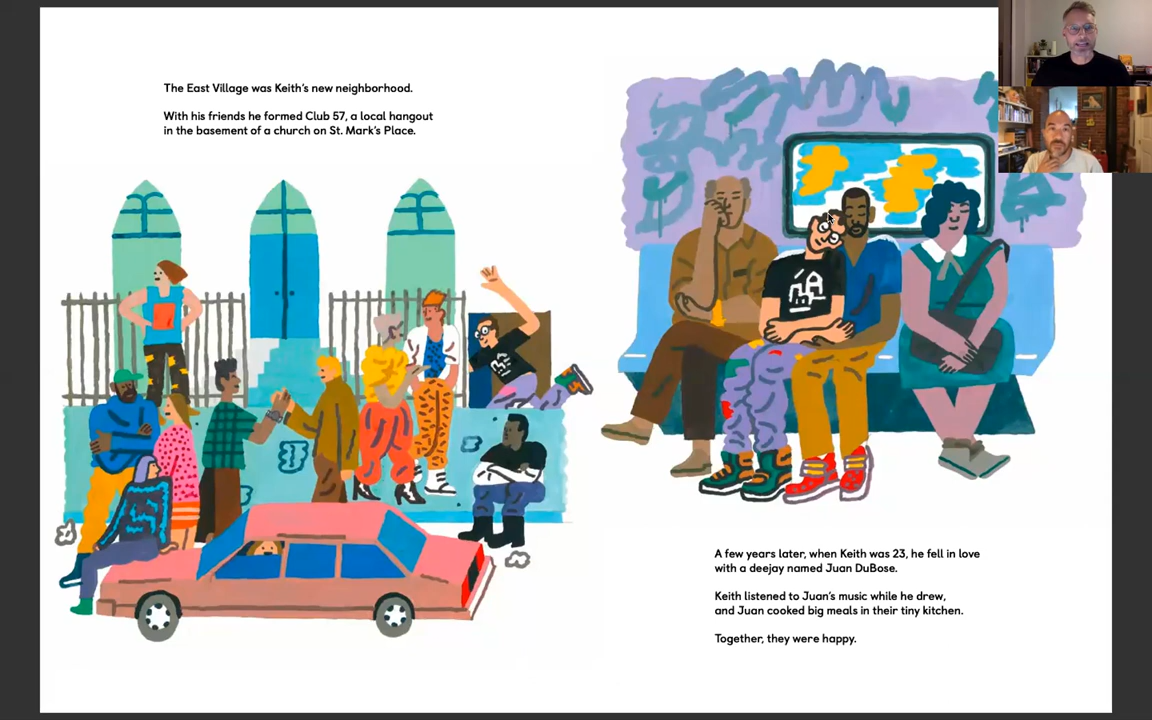 The East Village was Keith's new neighborhood.
With his friends he formed Club 57, a local hangout
in the basement of a church on St. Mark's Place.
A few years later, when Keith was 23, he fell in love
with a deejay named Juan DuBose.
Keith listened to Juan's music while he drew,
and Juan cooked big meals in their tiny kitchen.
Together, they were happy.